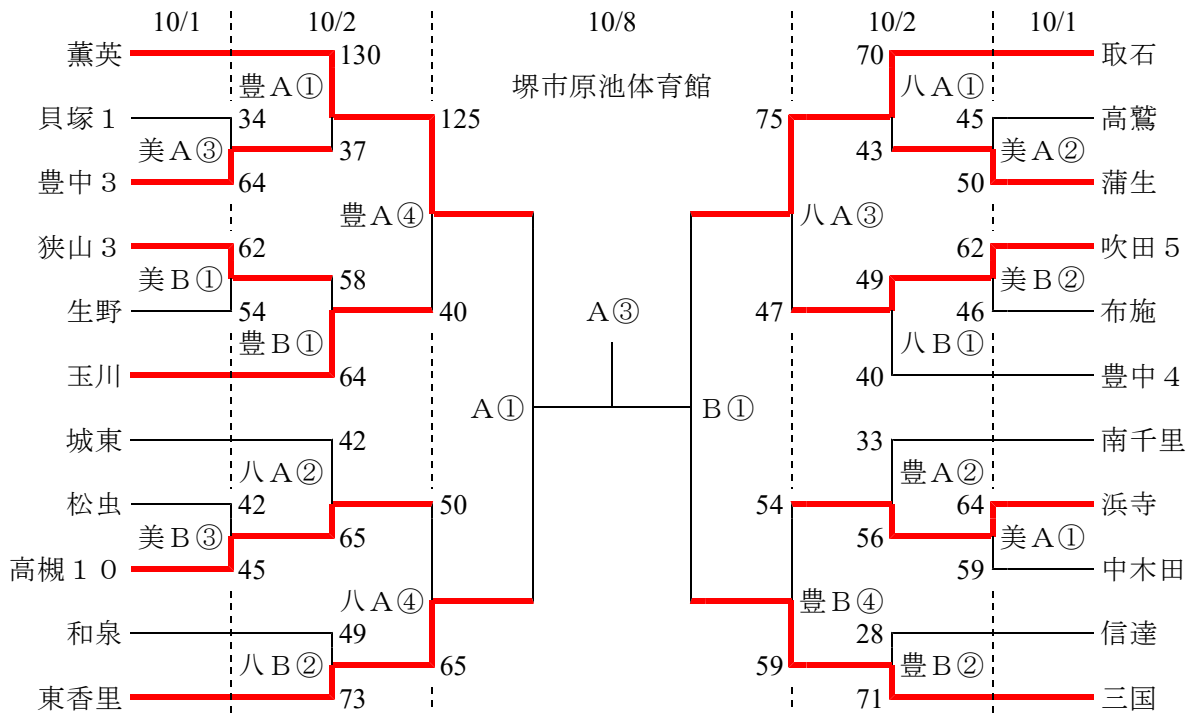 10/1 10/2 10/8 10/2 10/1
薫英 130 70 取石
豊A① 堺市原池体育館 八A①
貝塚1 34 125 75 45 高鷲
美A③ 37 43 美A②
豊中3 64 50 蒲生
豊A④ 八A③
狭山3 62 62 吹田5
美B① 58 49 美B②
生野 54 40 A③ 47 46 布施
豊B① 八B①
玉川 64 40 豊中4
A① B①
城東 42 33 南千里
八A② 豊A②
松虫 42 50 54 64 浜寺
美B③ 65 56 美A①
高槻10 45 59 中木田
八A④ 豊B④
和泉 49 28 信達
八B② 65 59 豊B②
東香里 73 71 三国